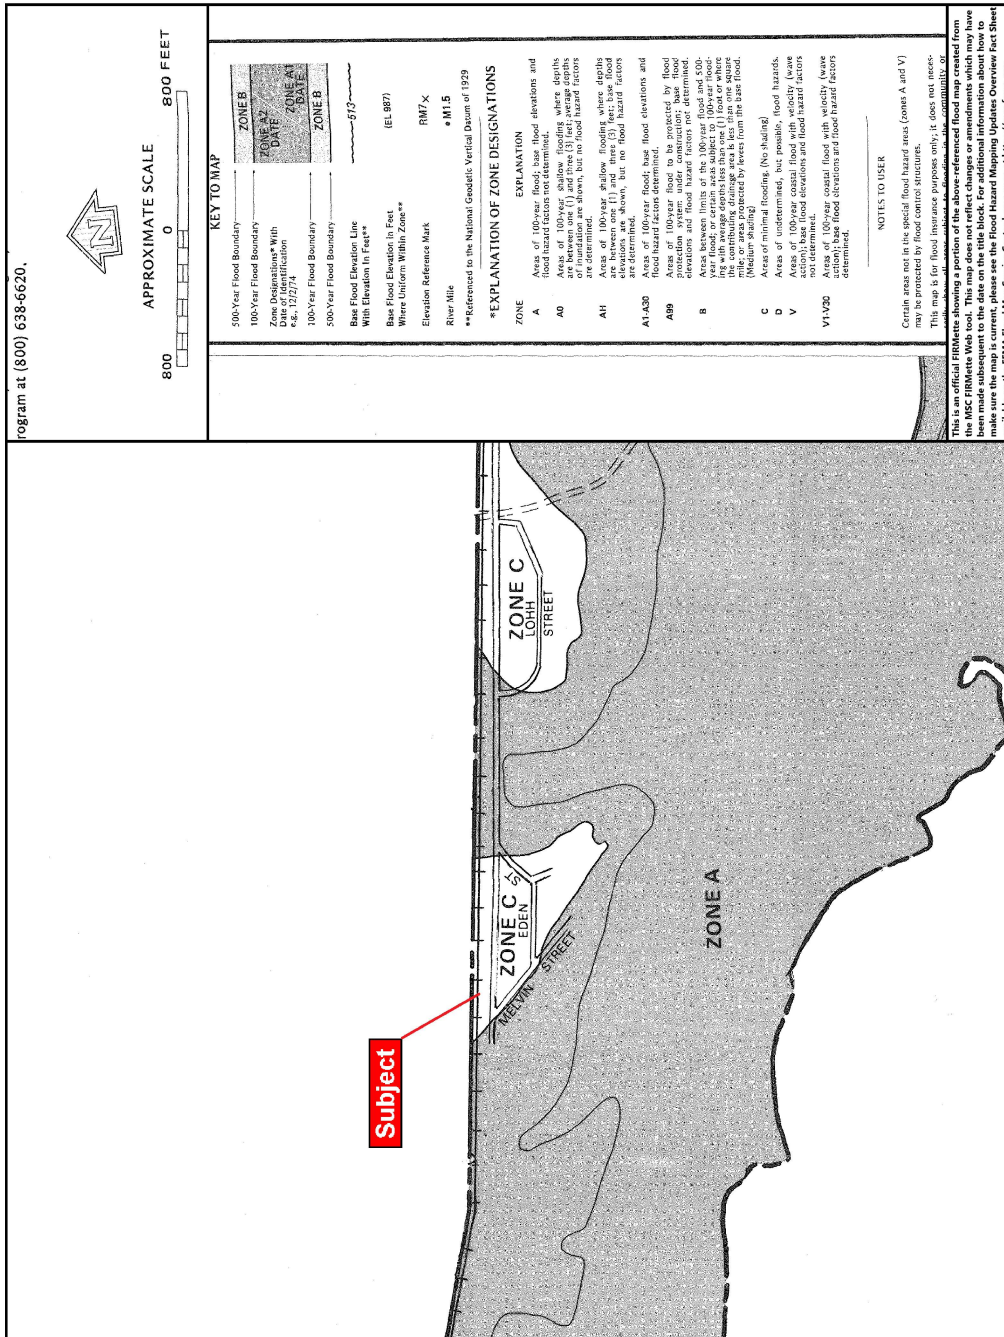 rogram at (800) 638-6620,
APPROXIMATE SCALE
800 0 800 FEET
KEY TO MAP
500-Year Flood Boundary
ZONE B
100-Year Flood Boundary
Zone Designations* With
Date of Identification
e.g., 12/2/74
ZONE A2
DATE
ZONE A1
DATE
100-Year Flood Boundary
500-Year Flood Boundary
ZONE B
Base Flood Elevation Line
With Elevation In Feet**
513
Base Flood Elevation in Feet
Where Uniform Within Zone**
(EL 987)
Elevation Reference Mark
RM7×
River Mile
• M1.5
**Referenced to the National Geodetic Vertical Datum of 1929
*EXPLANATION OF ZONE DESIGNATIONS
ZONE EXPLANATION
A Areas of 100-year flood; base flood elevations and
flood hazard factors not determined.
A0 Areas of 100-year shallow flooding where depths
are between one (1) and three (3) feet; average depths
of inundation are shown, but no flood hazard factors
are determined.
AH Areas of 100-year shallow flooding where depths
are between one (1) and three (3) feet; base flood
elevations are shown, but no flood hazard factors
are determined.
A1-A30 Areas of 100-year flood; base flood elevations and
flood hazard factors determined.
A99 Areas of 100-year flood to be protected by flood
protection system under construction; base flood
elevations and flood hazard factors not determined.
B Areas between limits of the 100-year flood and 500-
year flood; or certain areas subject to 100-year flood-
ing with average depths less than one (1) foot or where
the contributing drainage area is less than one square
mile; or areas protected by levees from the base flood.
(Medium shading)
C Areas of minimal flooding. (No shading)
D Areas of undetermined, but possible, flood hazards.
V Areas of 100-year coastal flood with velocity (wave
action); base flood elevations and flood hazard factors
not determined.
V1-V30 Areas of 100-year coastal flood with velocity (wave
action); base flood elevations and flood hazard factors
determined.
NOTES TO USER
Certain areas not in the special flood hazard areas (zones A and V)
may be protected by flood control structures.
This map is for flood insurance purposes only; it does not neces-
This is an official FIRMette showing a portion of the above-referenced flood map created from
the MSC FIRMette Web tool. This map does not reflect changes or amendments which may have
been made subsequent to the date on the title block. For additional information about how to
make sure the map is current, please see the Flood Hazard Mapping Updates Overview Fact Sheet
Subject
ZONE C
EDEN
ST
MELVIN
STREET
ZONE C
LOHH
STREET
ZONE A